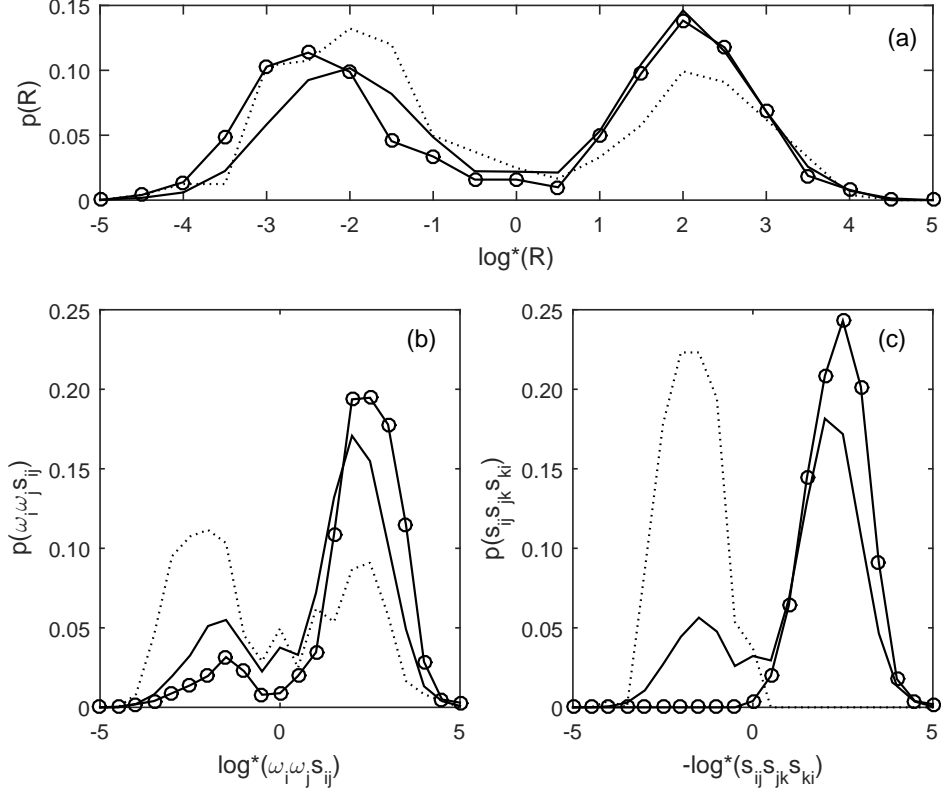 0.15
0.10
0.05
0
p(R)
(a)
-5 -4 -3 -2 -1 0 1 2 3 4 5
log*(R)
0.25
0.20
0.15
0.10
0.05
0
p(ω_i ω_j s_ij)
(b)
-5 0 5
log*(ω_i ω_j s_ij)
0.25
0.20
0.15
0.10
0.05
0
p(s_ij s_jk s_ki)
(c)
-5 0 5
-log*(s_ij s_jk s_ki)